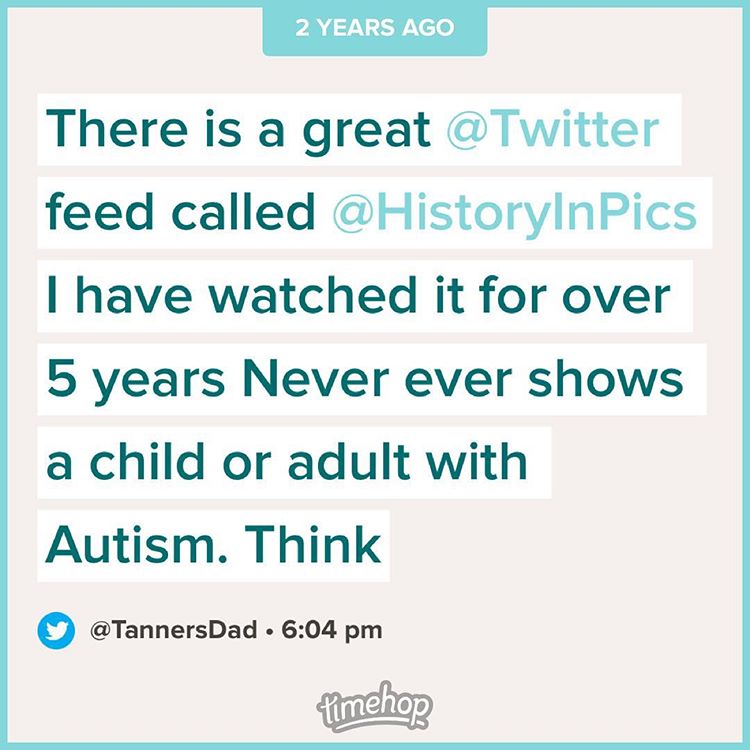 2 YEARS AGO
There is a great @Twitter
feed called @HistoryInPics
I have watched it for over
5 years Never ever shows
a child or adult with
Autism. Think
@TannersDad • 6:04 pm
timehop